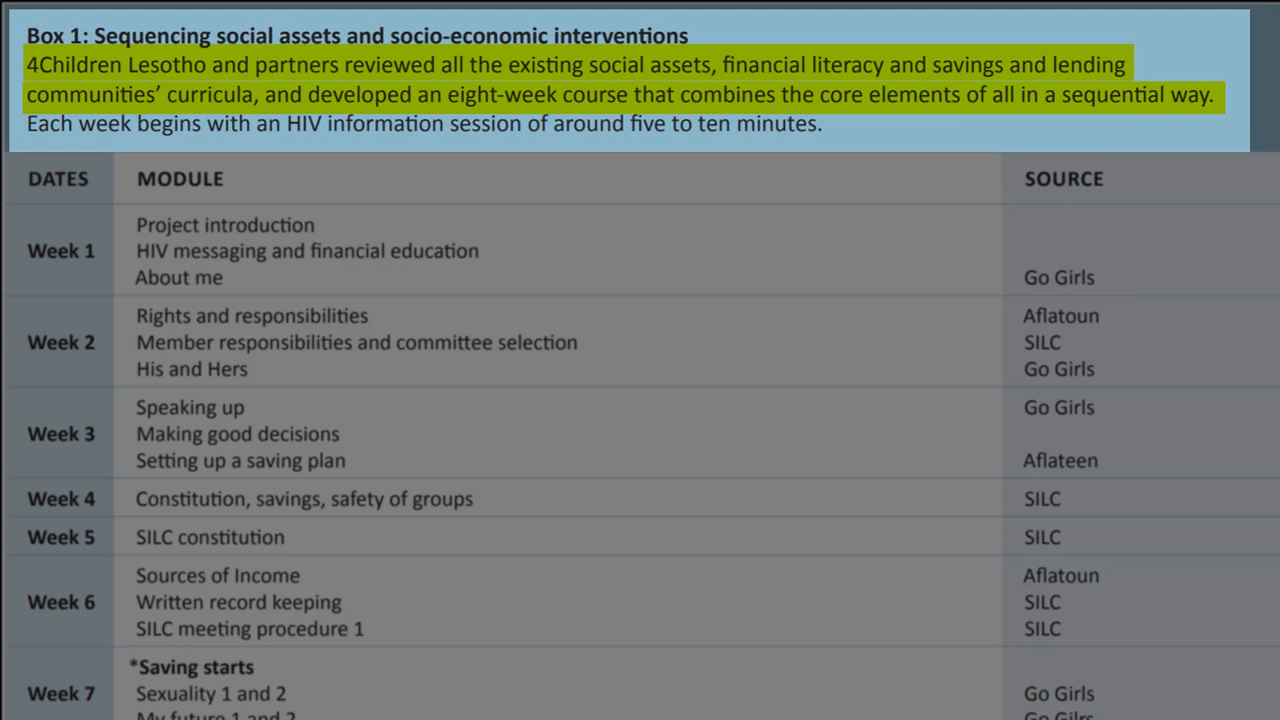 Box 1: Sequencing social assets and socio-economic interventions
4Children Lesotho and partners reviewed all the existing social assets, financial literacy and savings and lending
communities’ curricula, and developed an eight-week course that combines the core elements of all in a sequential way.
Each week begins with an HIV information session of around five to ten minutes.
DATES MODULE SOURCE
Project introduction
Week 1 HIV messaging and financial education
About me Go Girls
Rights and responsibilities Aflatoun
Week 2 Member responsibilities and committee selection SILC
His and Hers Go Girls
Speaking up Go Girls
Week 3 Making good decisions
Setting up a saving plan Aflateen
Week 4 Constitution, savings, safety of groups SILC
Week 5 SILC constitution SILC
Sources of Income Aflatoun
Week 6 Written record keeping SILC
SILC meeting procedure 1 SILC
*Saving starts
Week 7 Sexuality 1 and 2 Go Girls
My future 1 and 2 Go Gilrs